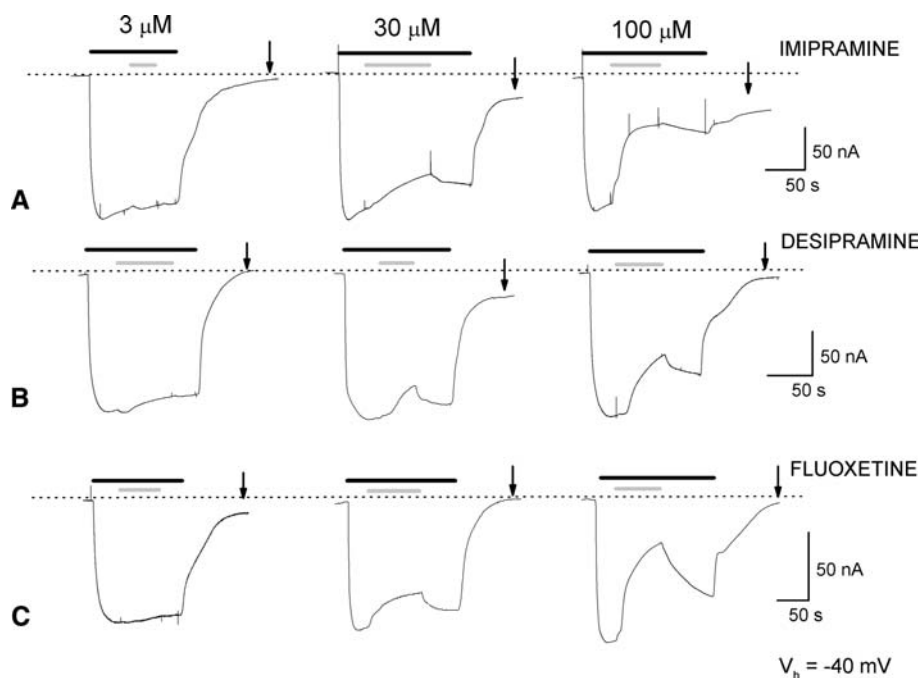 3 μM 30 μM 100 μM
IMIPRAMINE
50 nA
50 s
A
DESIPRAMINE
50 nA
50 s
B
FLUOXETINE
50 nA
50 s
C
Vh = -40 mV